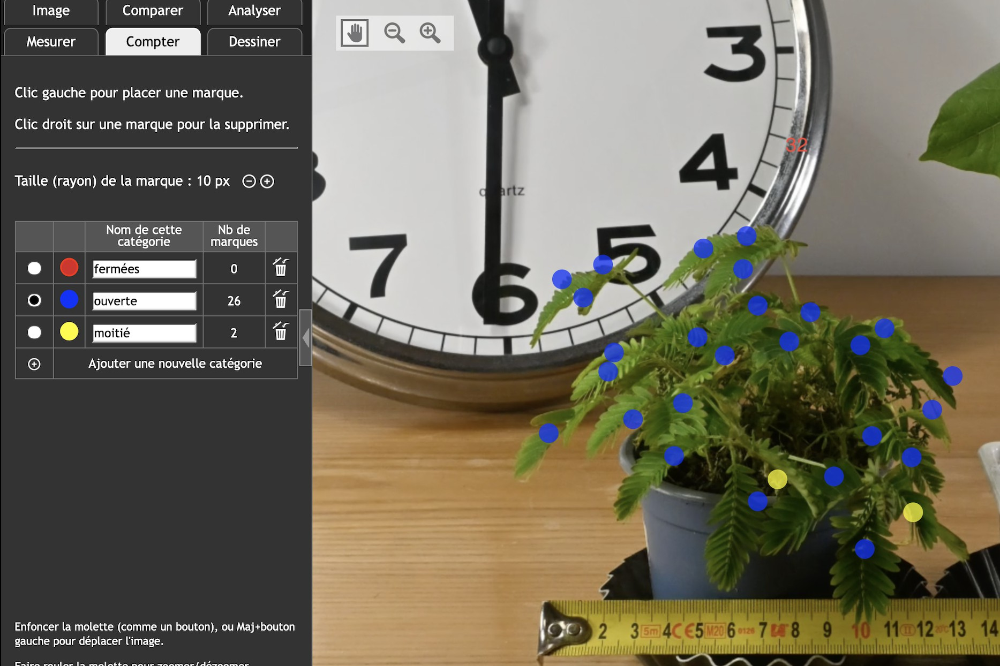 Image
Comparer
Analyser
Mesurer
Compter
Dessiner
Clic gauche pour placer une marque.
Clic droit sur une marque pour la supprimer.
Taille (rayon) de la marque : 10 px
Nom de cette catégorie
Nb de marques
fermées 0
ouverte 26
moitié 2
Ajouter une nouvelle catégorie
Enfoncer la molette (comme un bouton), ou Maj+bouton
gauche pour déplacer l'image.
Faire rouler la molette pour zoomer/dézoomer
3
32
4
5
6
7
8
2 3 5m 4 CE 5 M20 6 0126 7 8 9 10 11 II 12 20°C 13 14